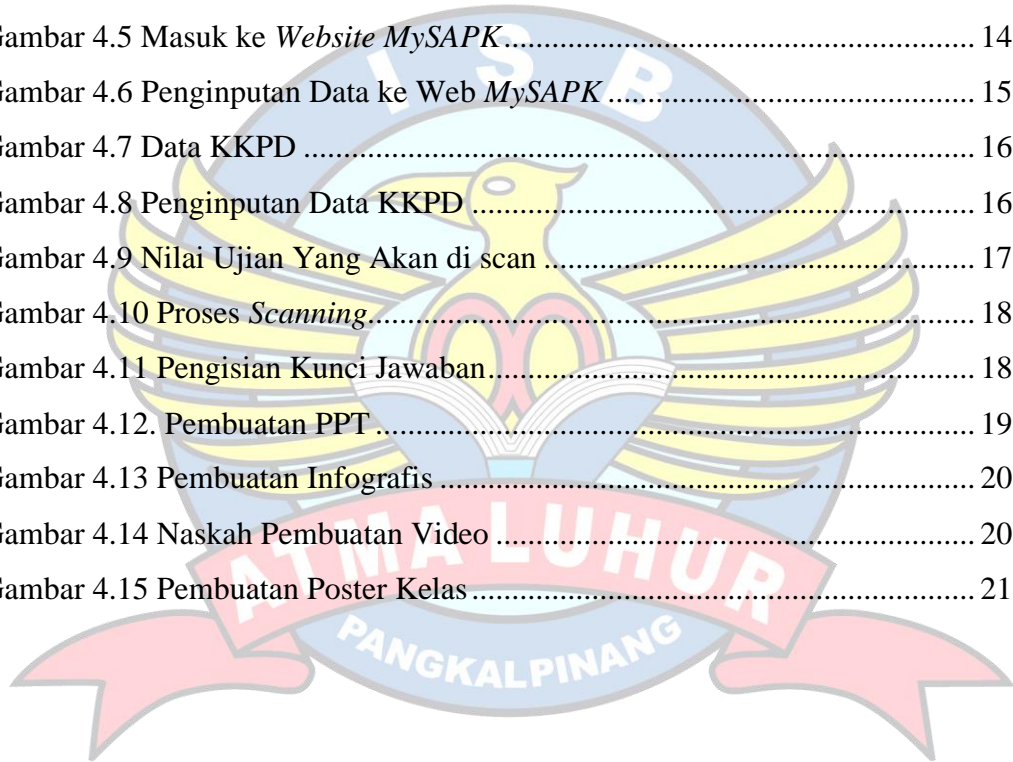 Gambar 4.5 Masuk ke Website MySAPK............................................................ 14
Gambar 4.6 Penginputan Data ke Web MySAPK............................................... 15
Gambar 4.7 Data KKPD...................................................................................... 16
Gambar 4.8 Penginputan Data KKPD................................................................. 16
Gambar 4.9 Nilai Ujian Yang Akan di scan........................................................ 17
Gambar 4.10 Proses Scanning............................................................................. 18
Gambar 4.11 Pengisian Kunci Jawaban............................................................... 18
Gambar 4.12. Pembuatan PPT............................................................................. 19
Gambar 4.13 Pembuatan Infografis..................................................................... 20
Gambar 4.14 Naskah Pembuatan Video.............................................................. 20
Gambar 4.15 Pembuatan Poster Kelas................................................................. 21
I S B
ATMA LUHUR
PANGKALPINANG